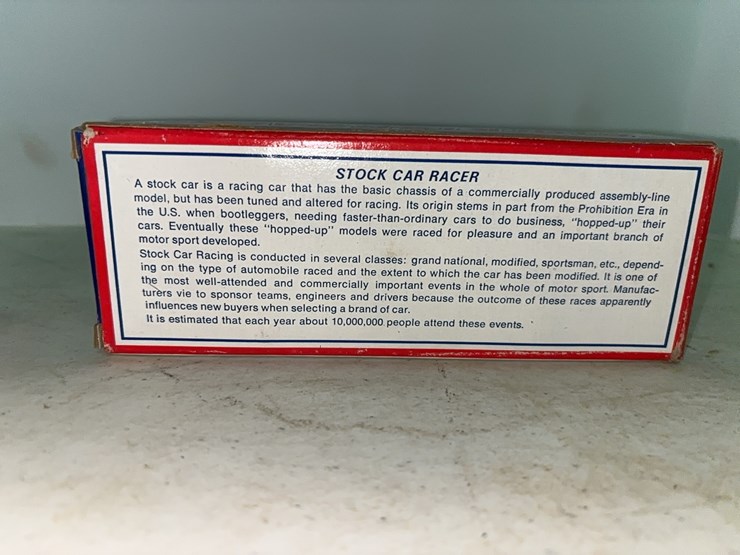 STOCK CAR RACER
A stock car is a racing car that has the basic chassis of a commercially produced assembly-line
model, but has been tuned and altered for racing. Its origin stems in part from the Prohibition Era in
the U.S. when bootleggers, needing faster-than-ordinary cars to do business, "hopped-up" their
cars. Eventually these "hopped-up" models were raced for pleasure and an important branch of
motor sport developed.
Stock Car Racing is conducted in several classes: grand national, modified, sportsman, etc., depend-
ing on the type of automobile raced and the extent to which the car has been modified. It is one of
the most well-attended and commercially important events in the whole of motor sport. Manufac-
turers vie to sponsor teams, engineers and drivers because the outcome of these races apparently
influences new buyers when selecting a brand of car.
It is estimated that each year about 10,000,000 people attend these events.